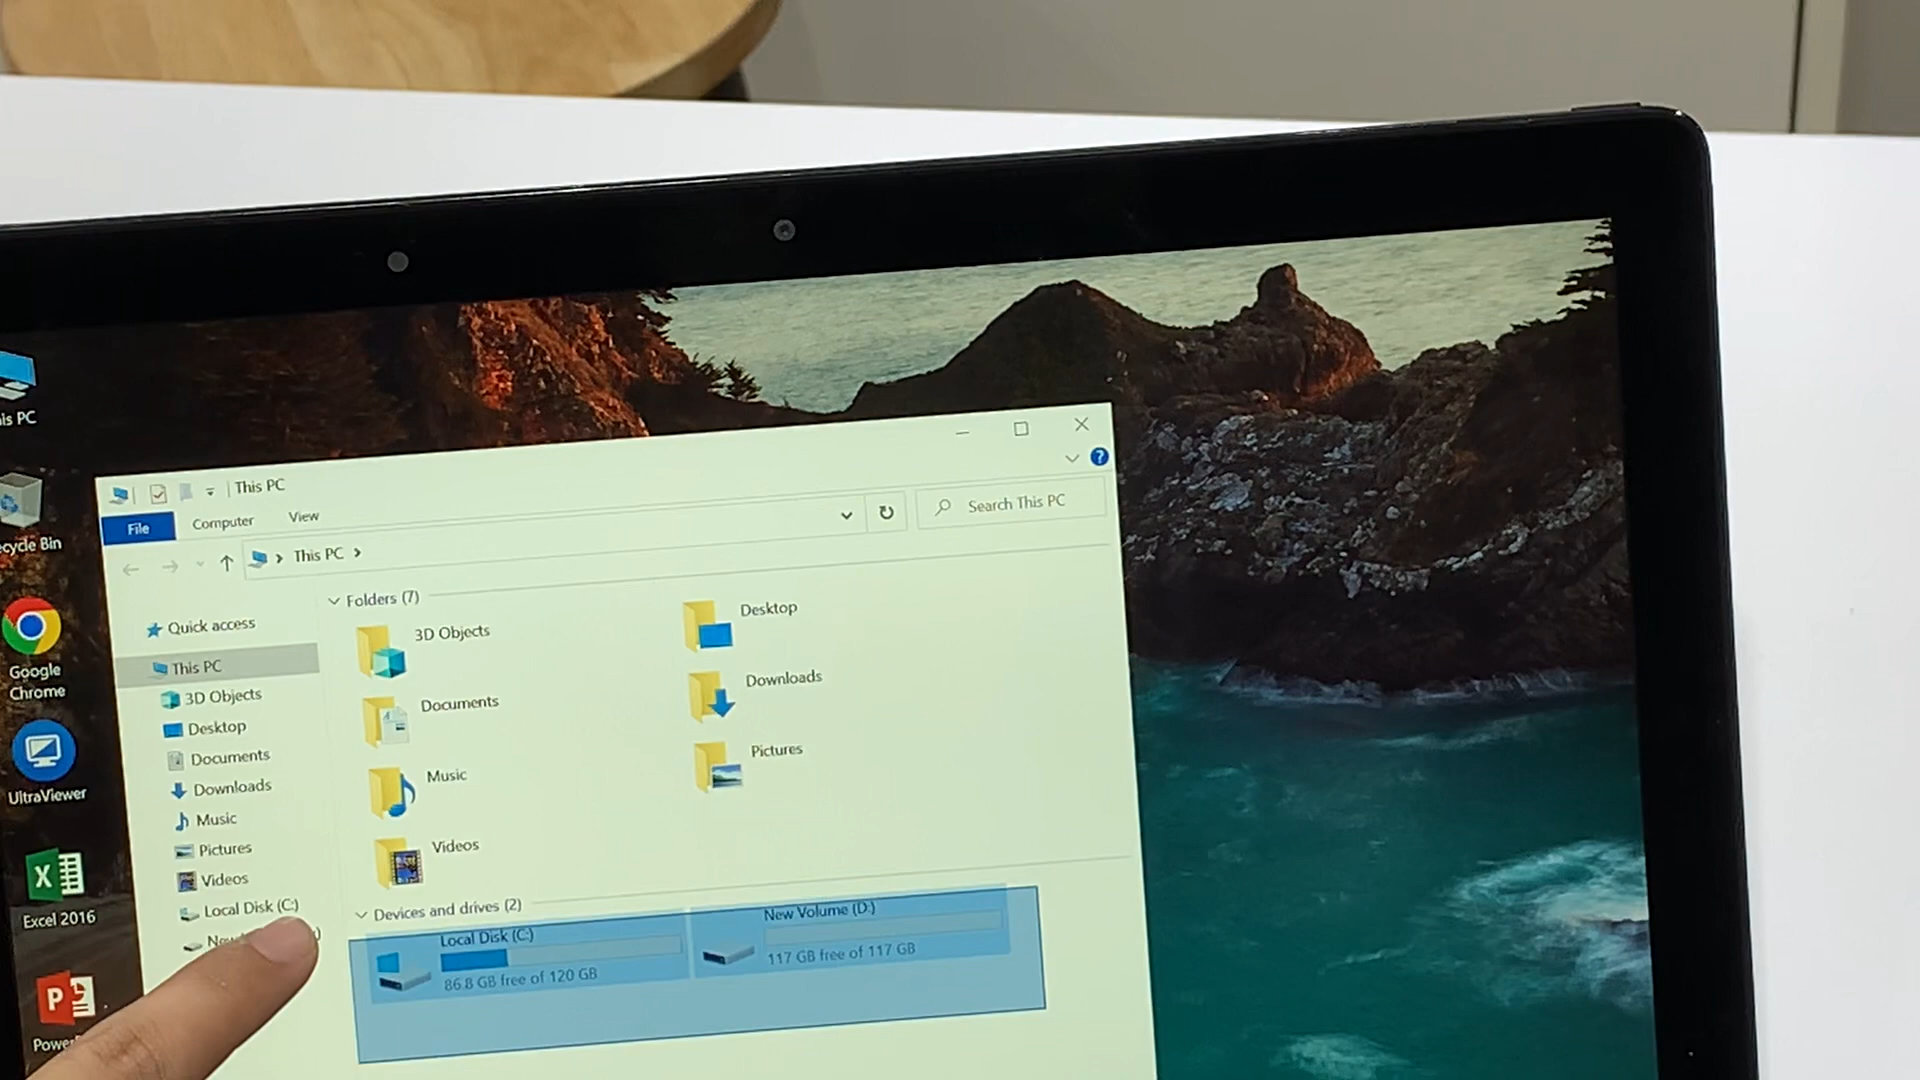 is PC
ecycle Bin
Google
Chrome
UltraViewer
Excel 2016
This PC
File
Computer
View
This PC
Search This PC
Quick access
This PC
3D Objects
Desktop
Documents
Downloads
Music
Pictures
Videos
Local Disk (C:)
Folders (7)
3D Objects
Desktop
Documents
Downloads
Music
Pictures
Videos
Devices and drives (2)
Local Disk (C:)
86.8 GB free of 120 GB
New Volume (D:)
117 GB free of 117 GB